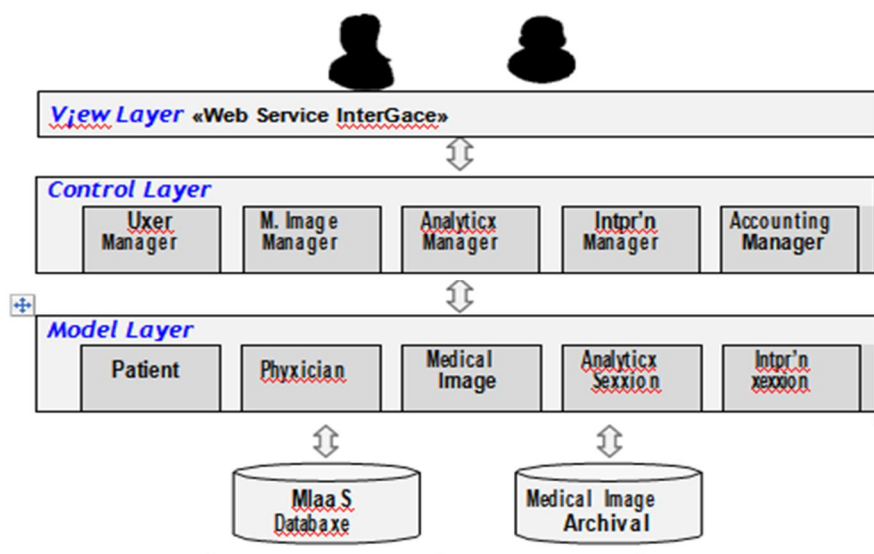 V¡ew Layer «Web Service InterGace»
Control Layer
Uxer
Manager
M. Image
Manager
Analyticx
Manager
Intpr'n
Manager
Accounting
Manager
Model Layer
Patient
Phyxician
Medical
Image
Analyticx
Sexxion
Intpr'n
xexxion
MIaaS
Databaxe
Medical Image
Archival